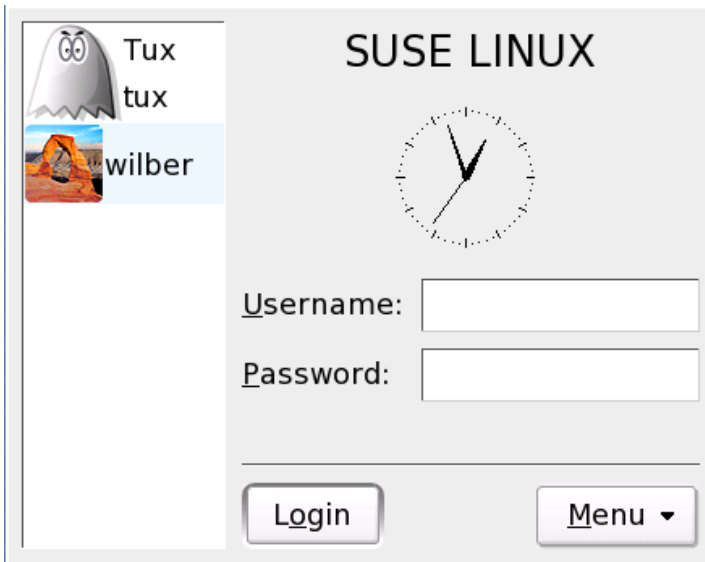 Tux
tux
wilber
SUSE LINUX
Username:
Password:
Login
Menu